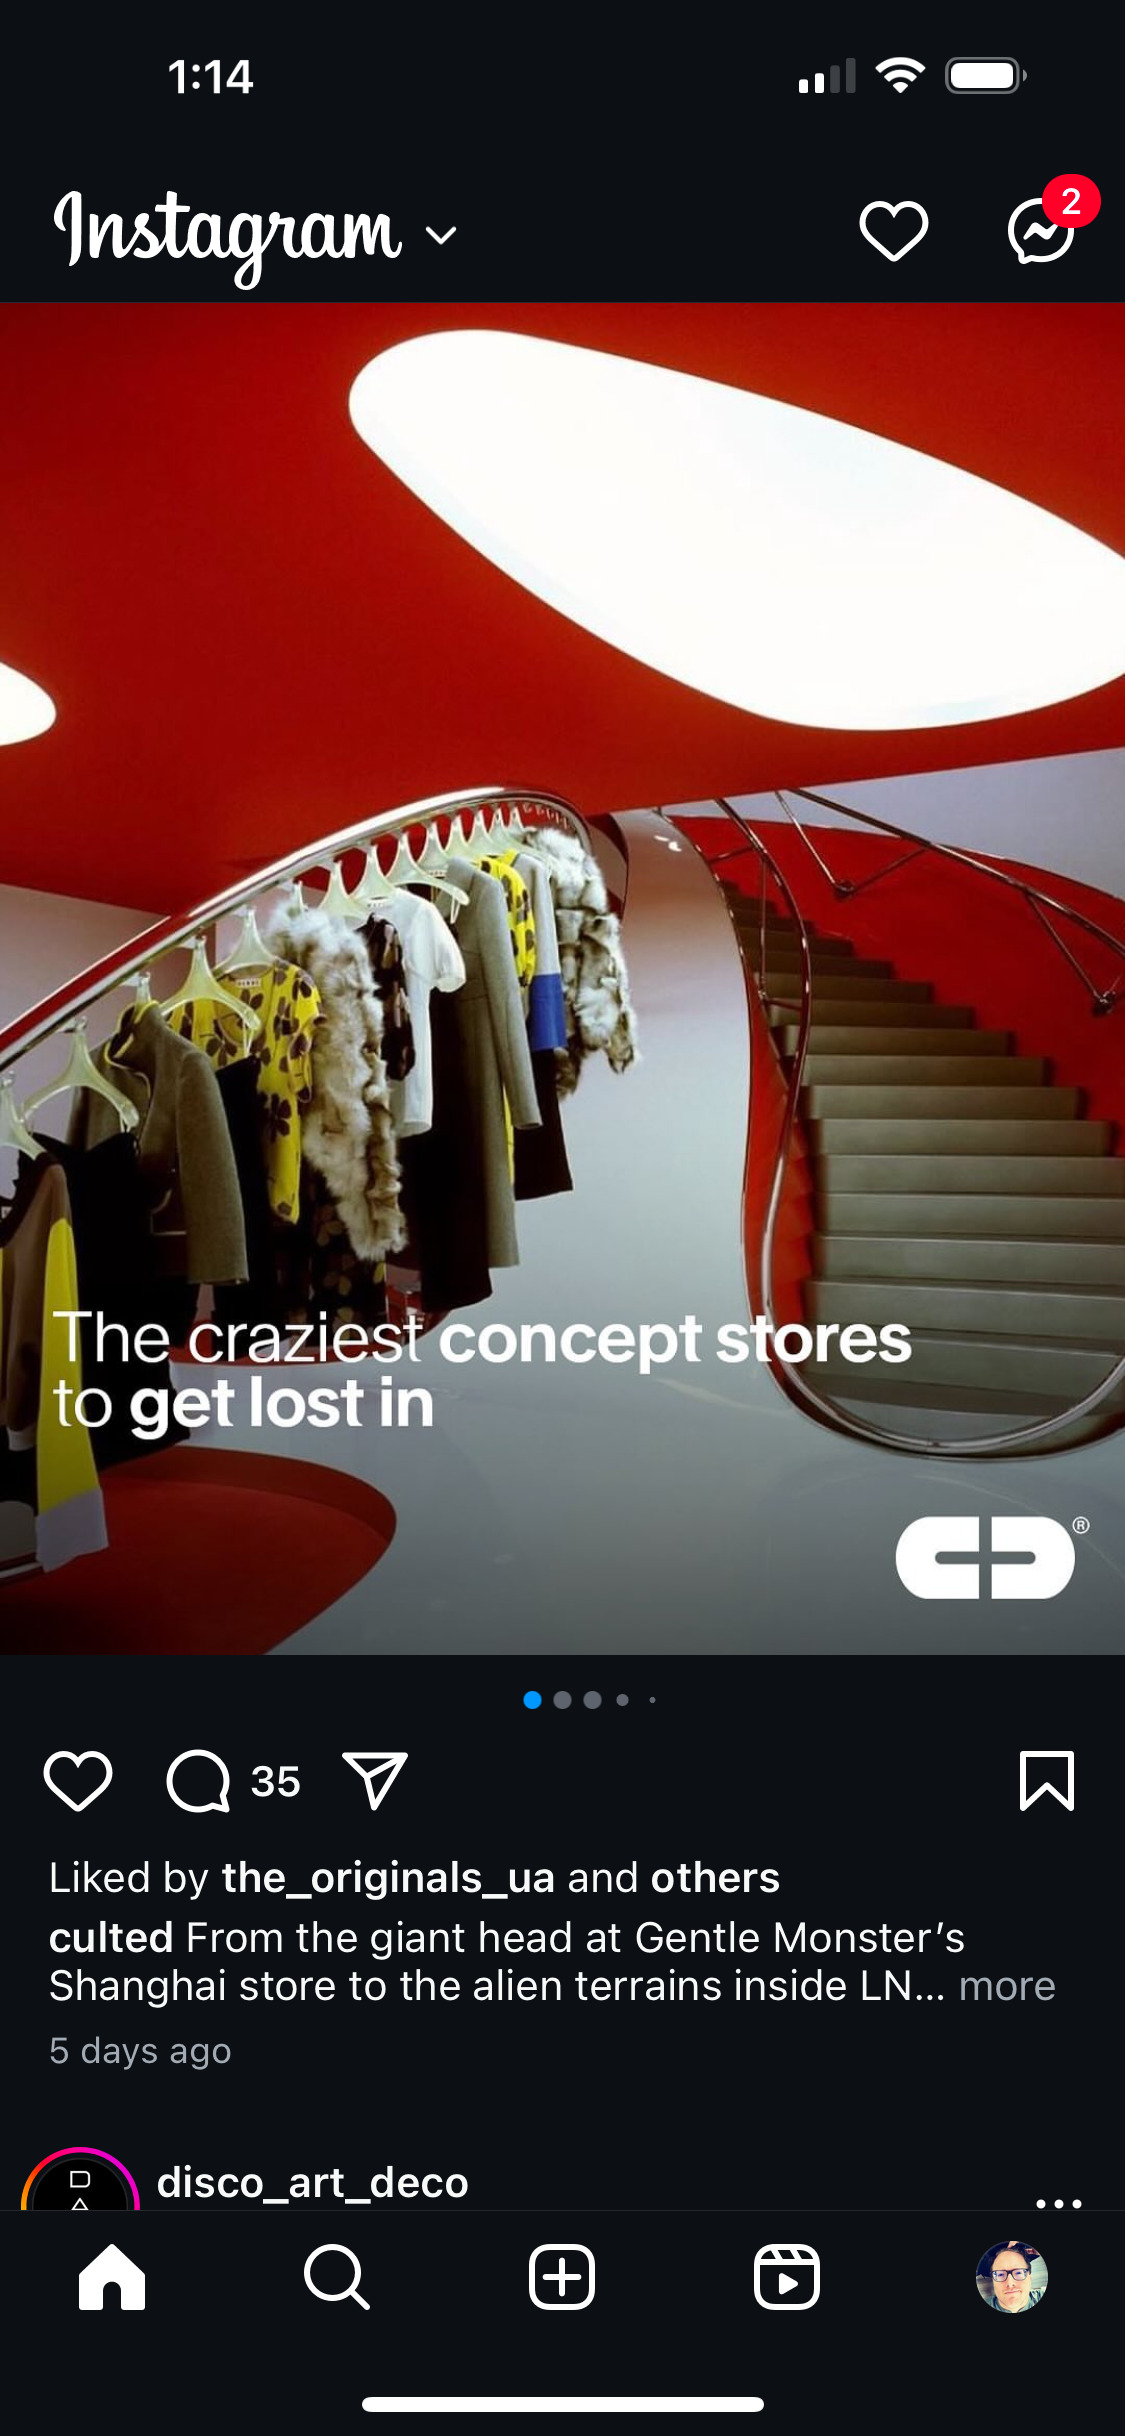 1:14
Instagram
2
The craziest concept stores
to get lost in
®
35
Liked by the_originals_ua and others
culted From the giant head at Gentle Monster’s
Shanghai store to the alien terrains inside LN... more
5 days ago
disco_art_deco